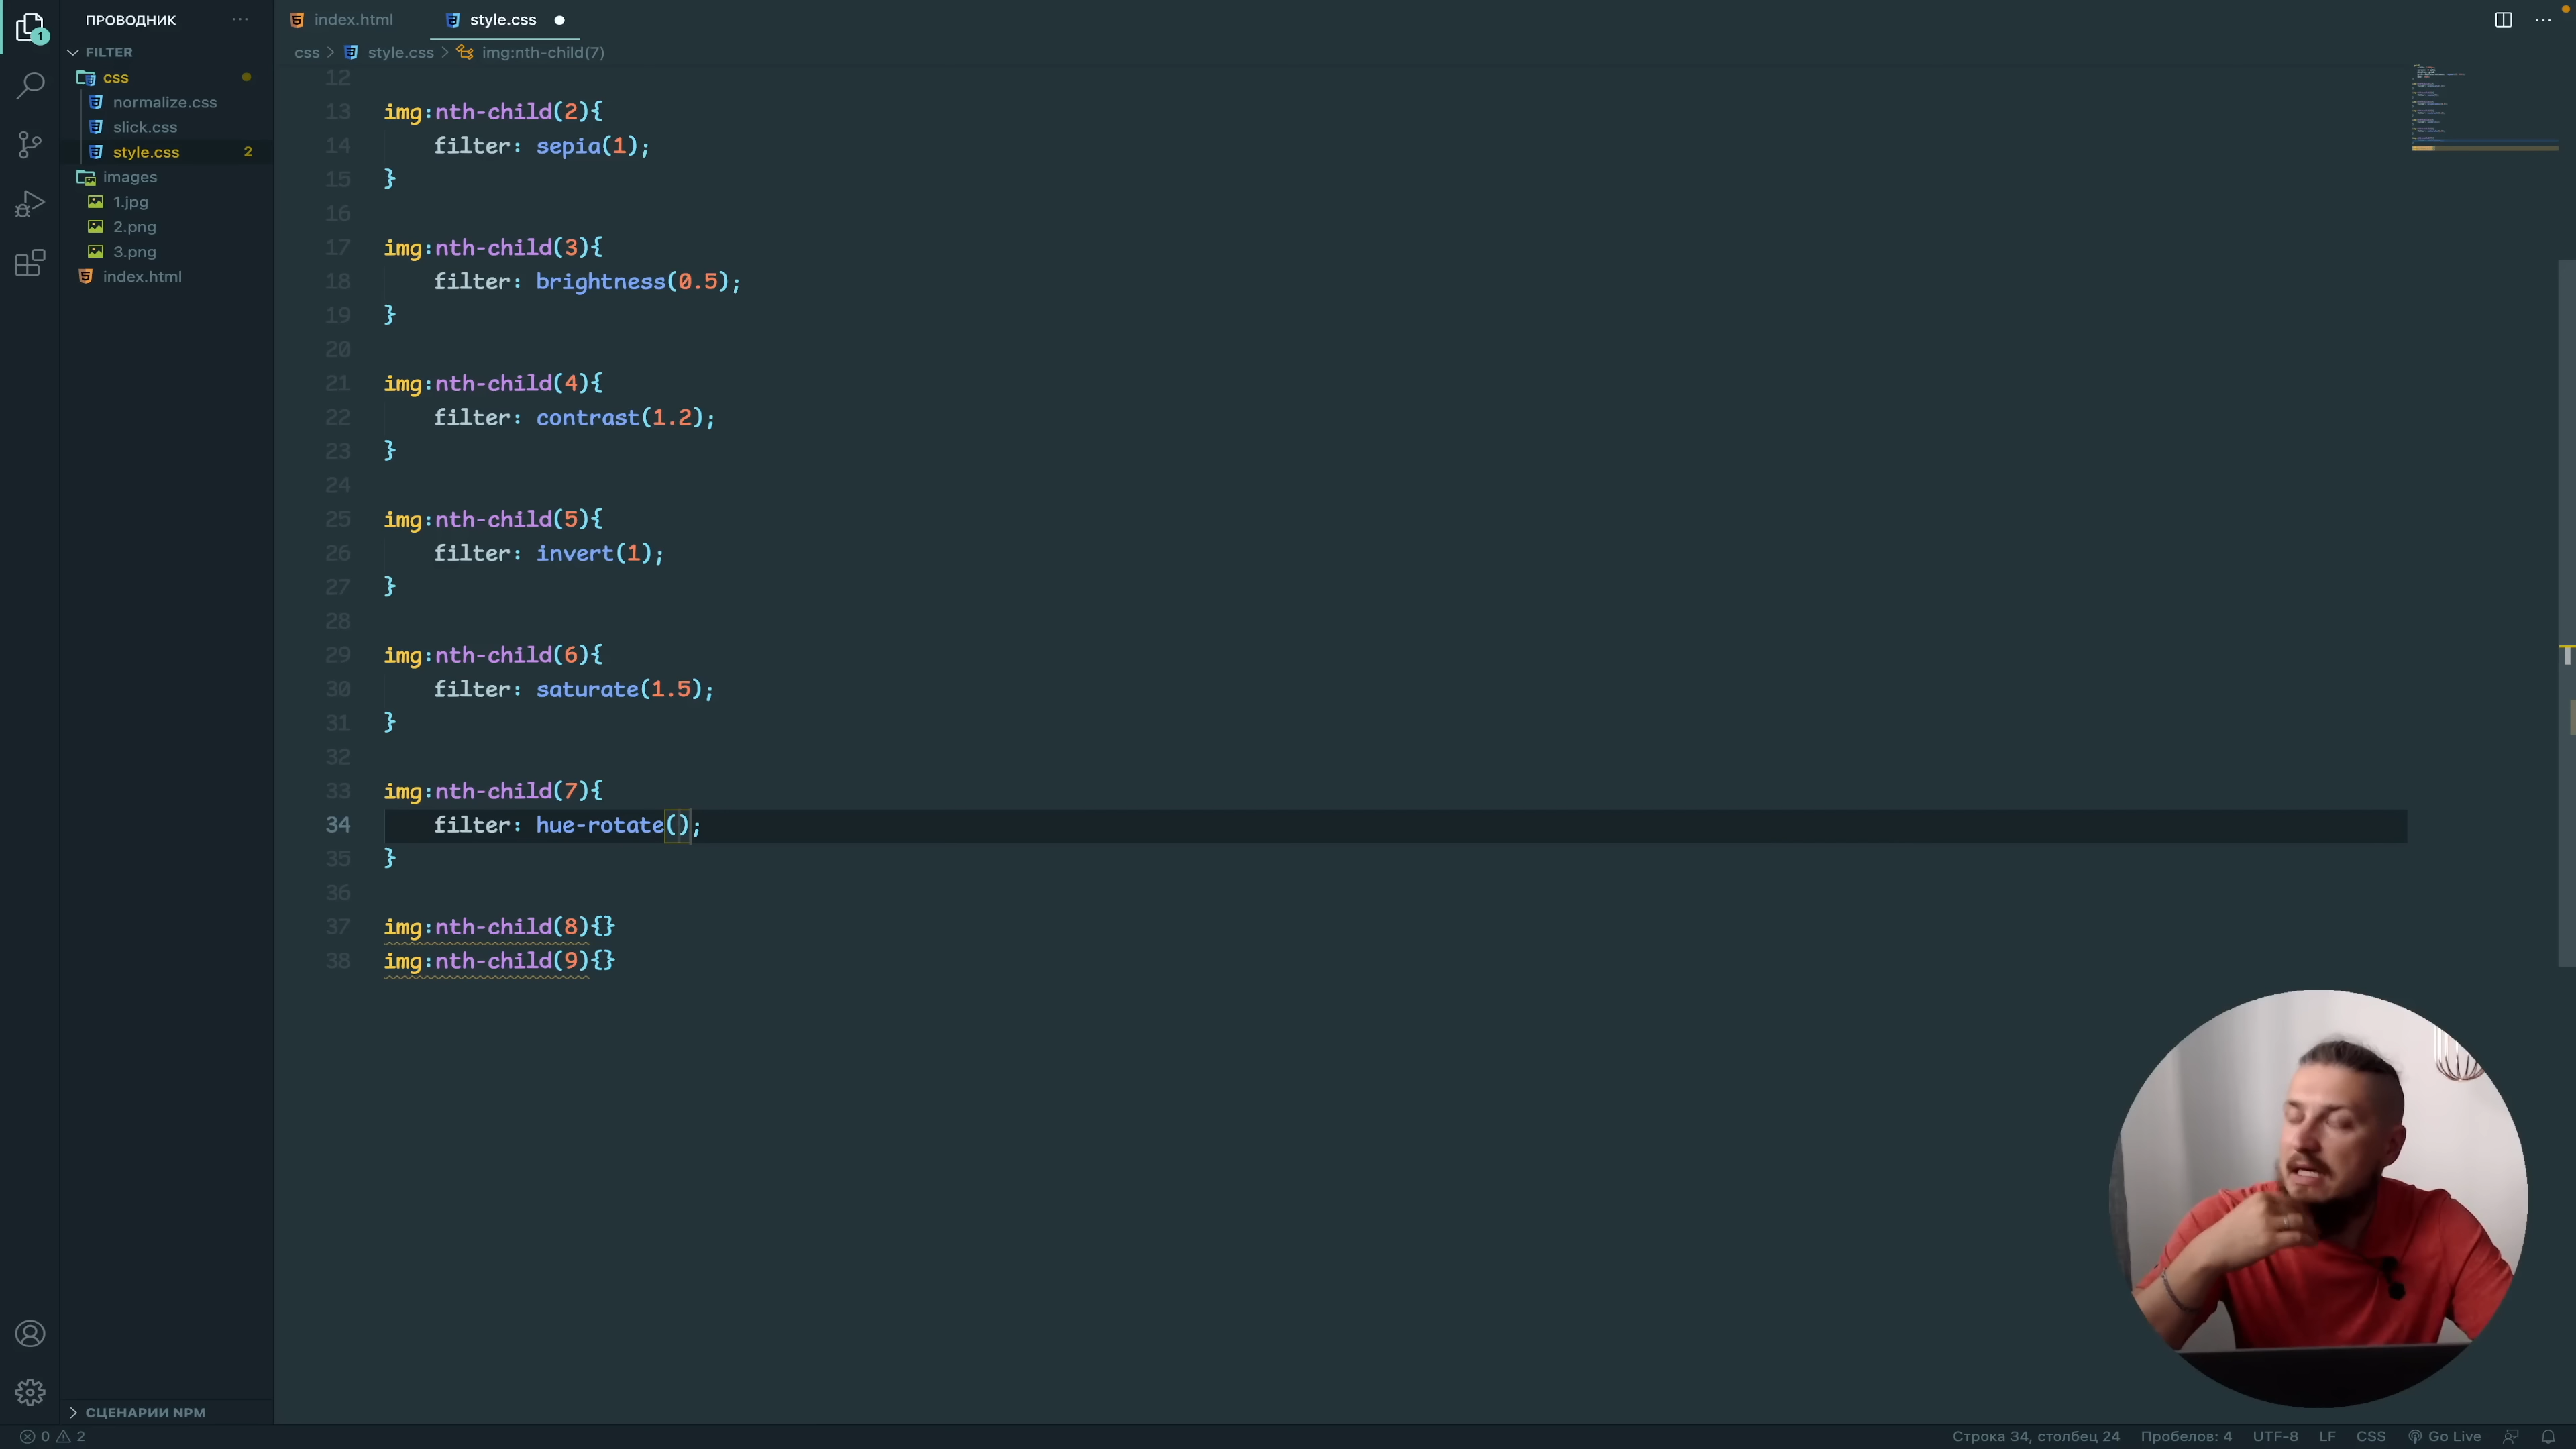 ПРОВОДНИК
FILTER
css
normalize.css
slick.css
style.css 2
images
1.jpg
2.png
3.png
index.html
СЦЕНАРИИ NPM
1
index.html
style.css
css > style.css > img:nth-child(7)
12
13 img:nth-child(2){
14 filter: sepia(1);
15 }
16
17 img:nth-child(3){
18 filter: brightness(0.5);
19 }
20
21 img:nth-child(4){
22 filter: contrast(1.2);
23 }
24
25 img:nth-child(5){
26 filter: invert(1);
27 }
28
29 img:nth-child(6){
30 filter: saturate(1.5);
31 }
32
33 img:nth-child(7){
34 filter: hue-rotate();
35 }
36
37 img:nth-child(8){}
38 img:nth-child(9){}
0 2
Строка 34, столбец 24 Пробелов: 4 UTF-8 LF CSS Go Live